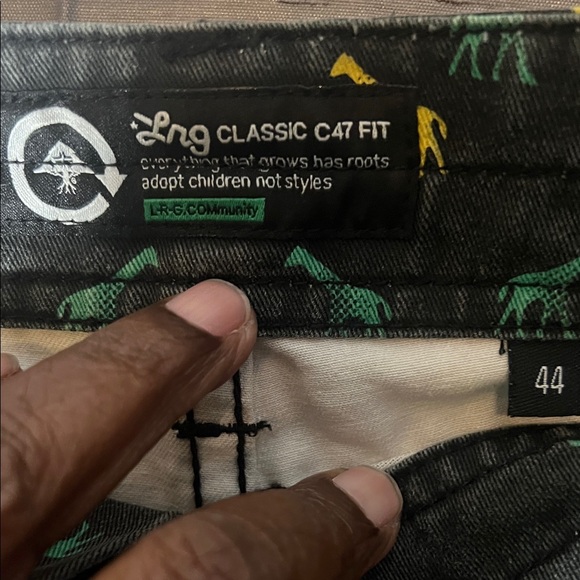 Lrg CLASSIC C47 FIT
everything that grows has roots
adopt children not styles
L-R-G.COMmunity
44